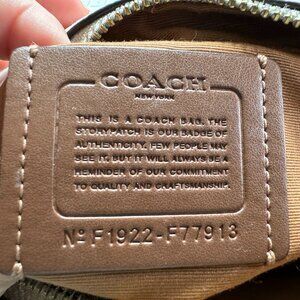 COACH
NEW YORK
THIS IS A COACH BAG. THE
STORYPATCH IS OUR BADGE OF
AUTHENTICITY. FEW PEOPLE MAY
SEE IT, BUT IT WILL ALWAYS BE A
REMINDER OF OUR COMMITMENT
TO QUALITY AND CRAFTSMANSHIP.
Nº F1922-F77913